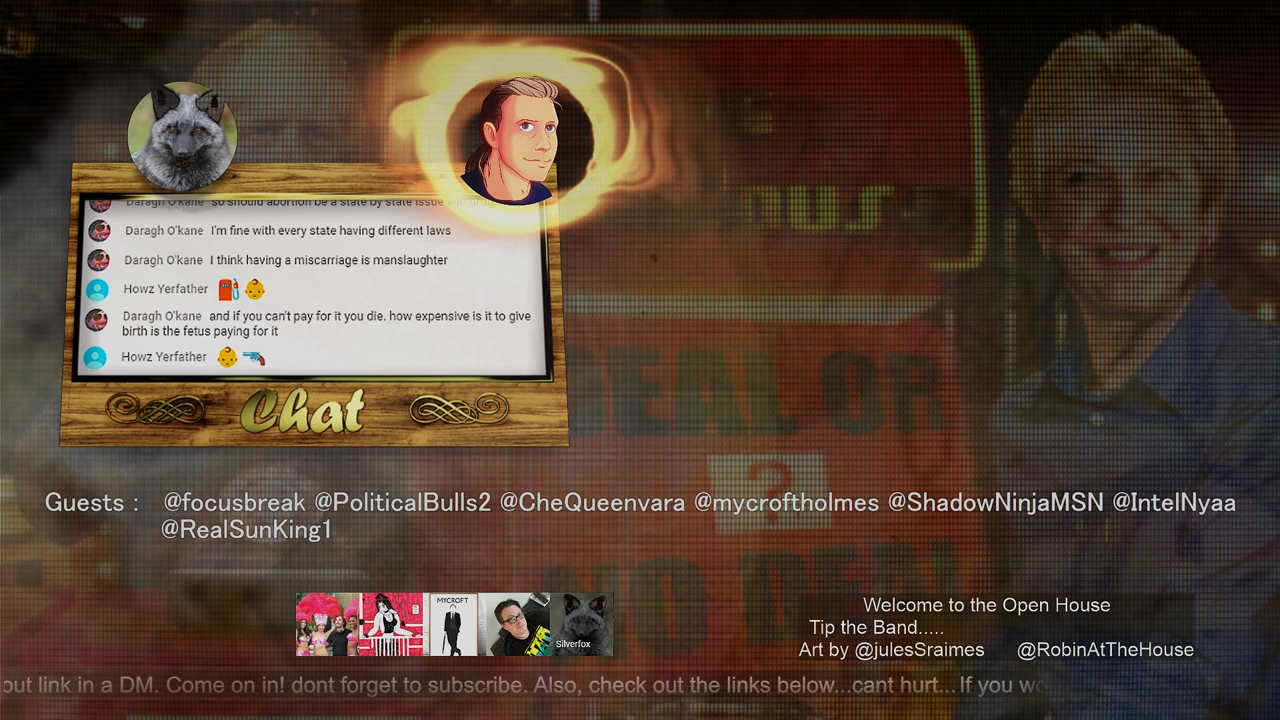 Daragh O'kane so should abortion be a state by state issue
Daragh O'kane I'm fine with every state having different laws
Daragh O'kane I think having a miscarriage is manslaughter
Howz Yerfather ⛽👶
Daragh O'kane and if you can't pay for it you die. how expensive is it to give
birth is the fetus paying for it
Howz Yerfather 👶🔫
Chat
DEAL OR
?
NO DEAL
Guests : @focusbreak @PoliticalBulls2 @CheQueenvara @mycroftholmes @ShadowNinjaMSN @IntelNyaa
@RealSunKing1
MYCROFT
Silverfox
Welcome to the Open House
Tip the Band.....
Art by @julesSraimes @RobinAtTheHouse
out link in a DM. Come on in! dont forget to subscribe. Also, check out the links below...cant hurt... If you wo